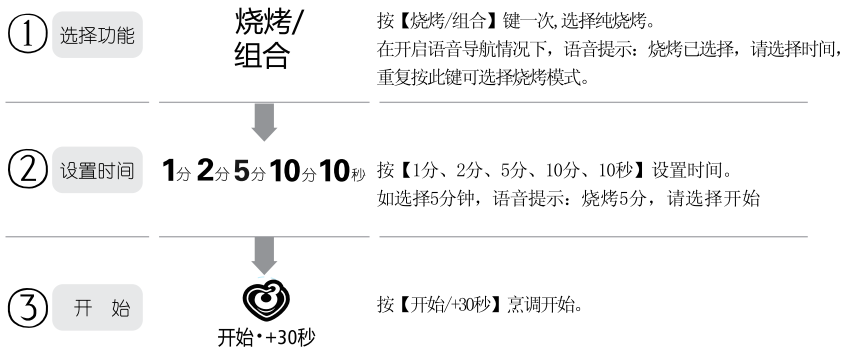 ① 选择功能
烧烤/
组合
按【烧烤/组合】键一次,选择纯烧烤。
在开启语音导航情况下，语音提示：烧烤已选择，请选择时间，
重复按此键可选择烧烤模式。
② 设置时间
1分 2分 5分 10分 10秒
按【1分、2分、5分、10分、10秒】设置时间。
如选择5分钟，语音提示：烧烤5分，请选择开始
③ 开 始
开始·+30秒
按【开始/+30秒】烹调开始。